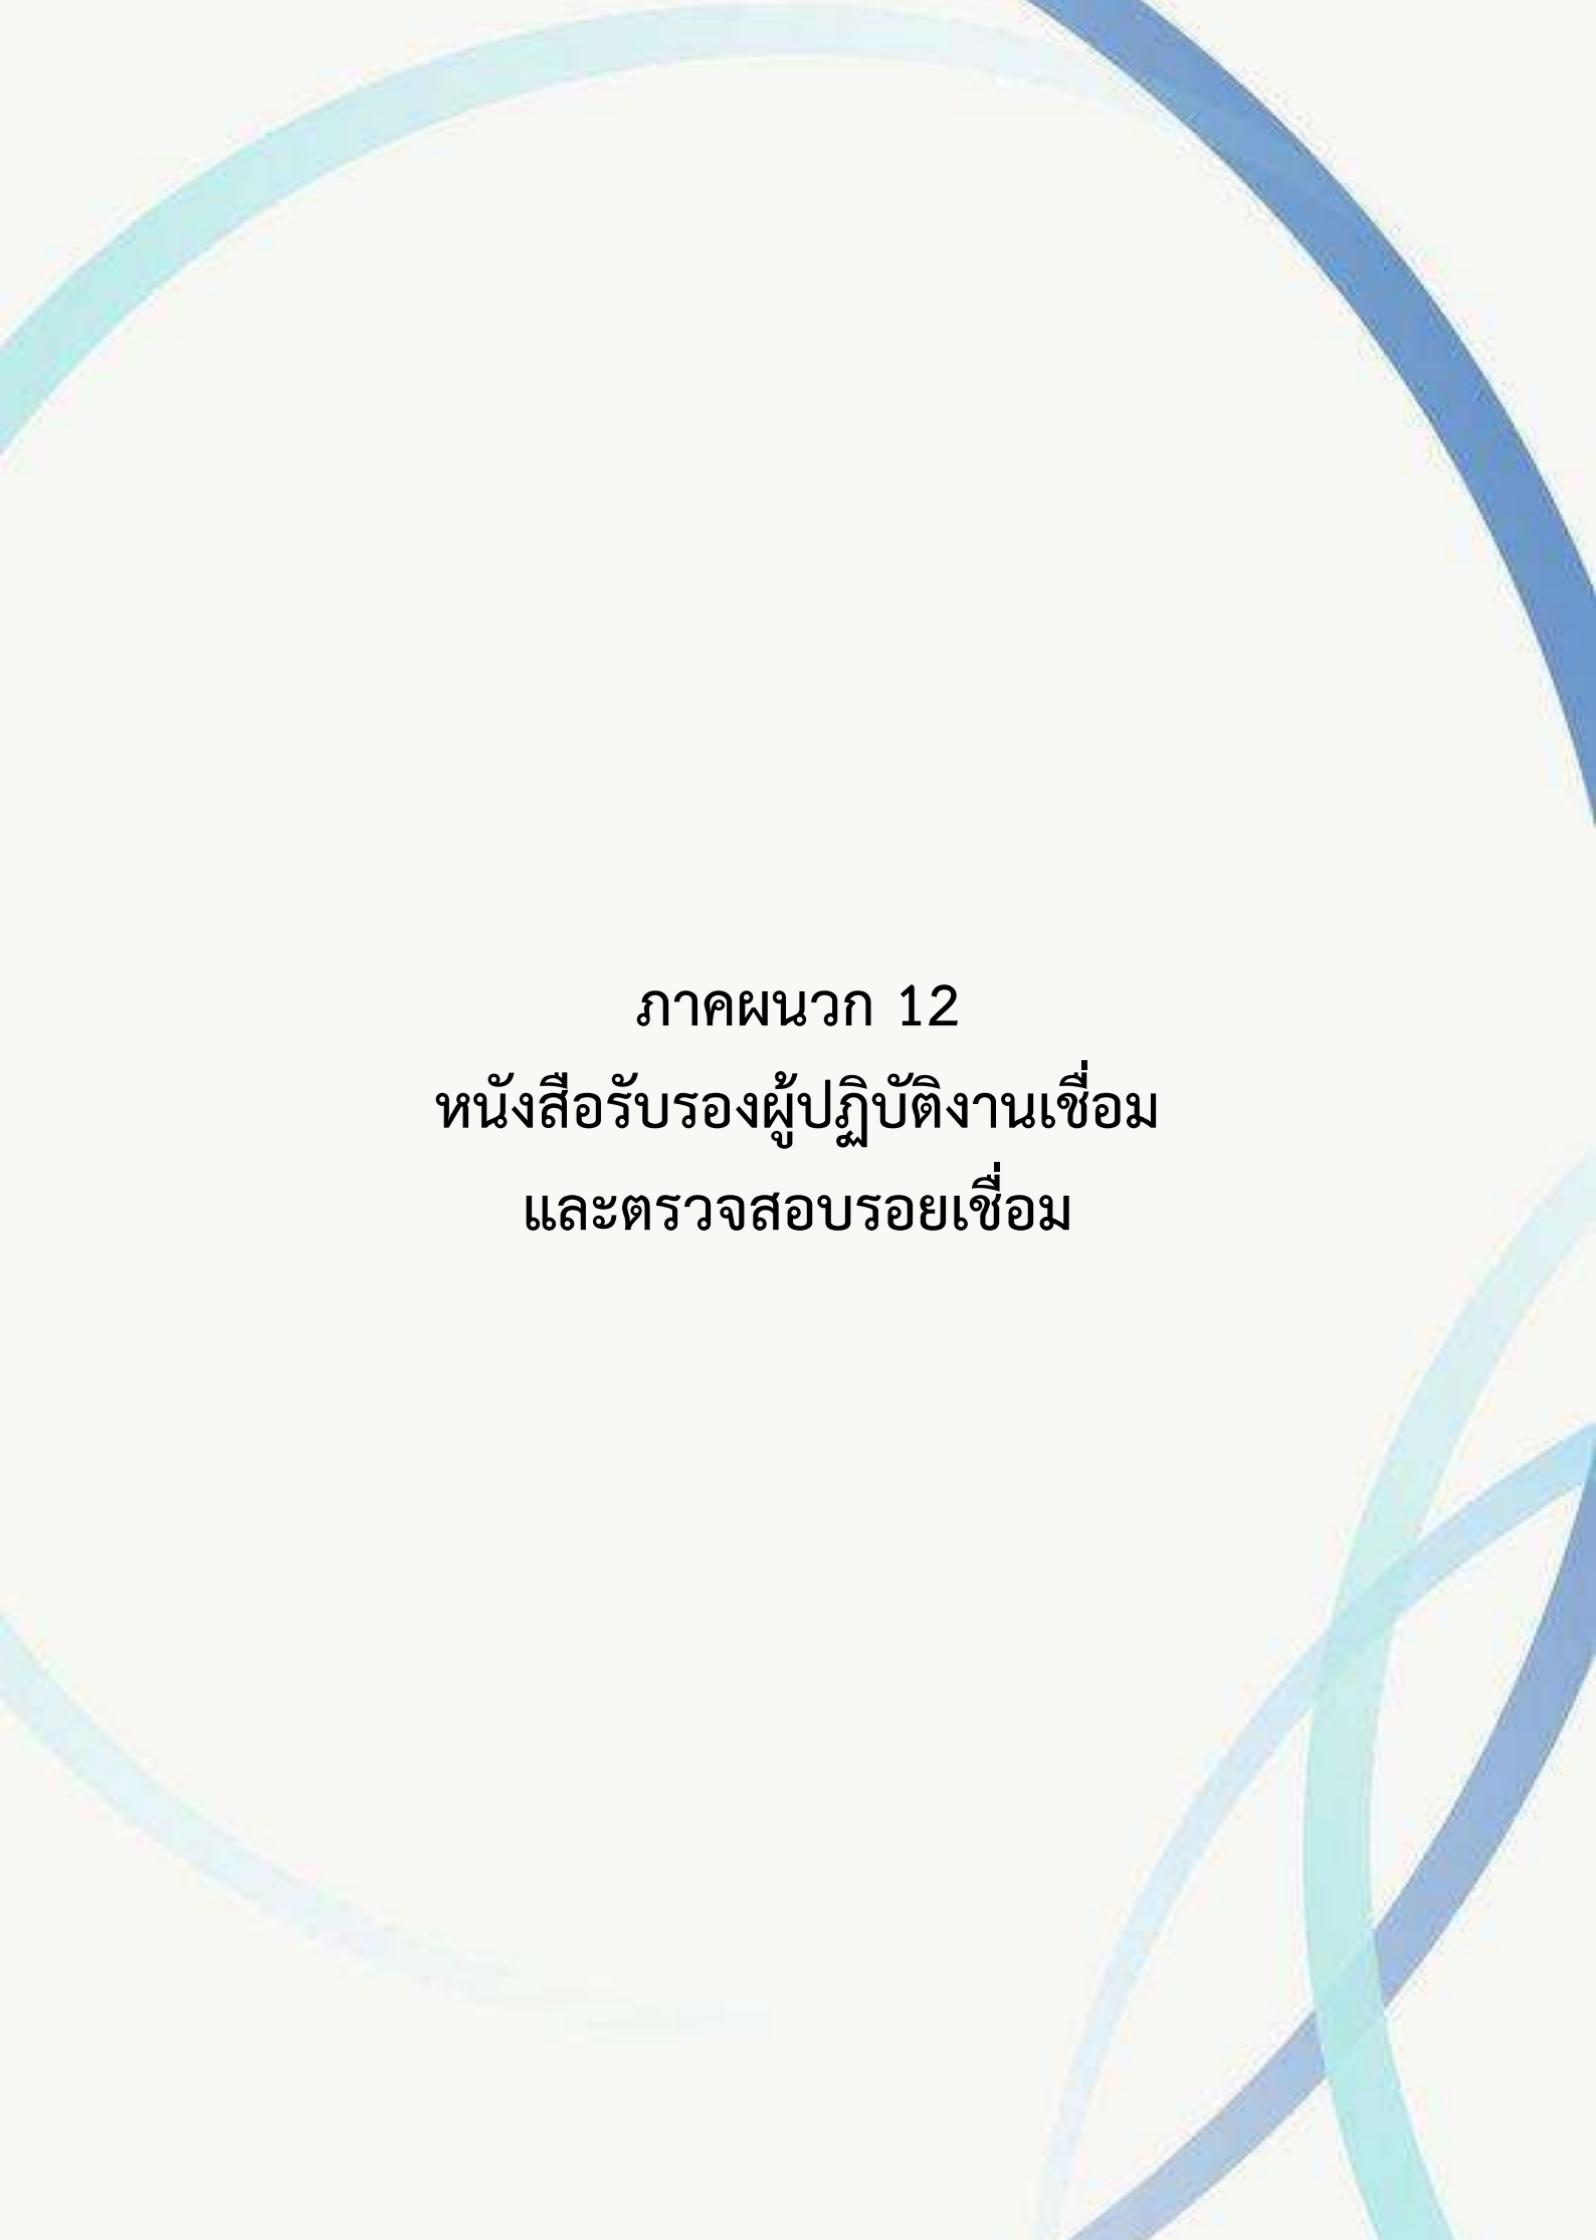 ภาคผนวก 12
หนังสือรับรองผู้ปฏิบัติงานเชื่อม
และตรวจสอบรอยเชื่อม